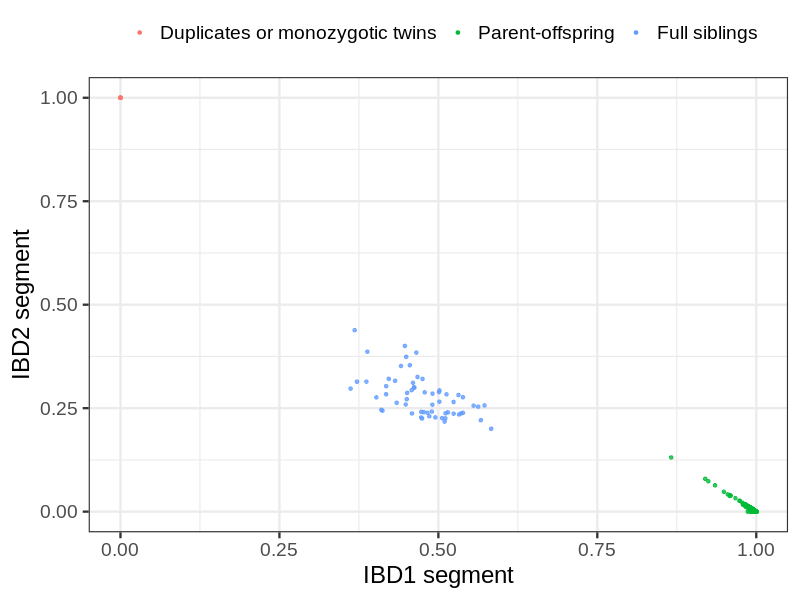 Duplicates or monozygotic twins Parent-offspring Full siblings
1.00
0.75
0.50
0.25
0.00
IBD2 segment
0.00 0.25 0.50 0.75 1.00
IBD1 segment